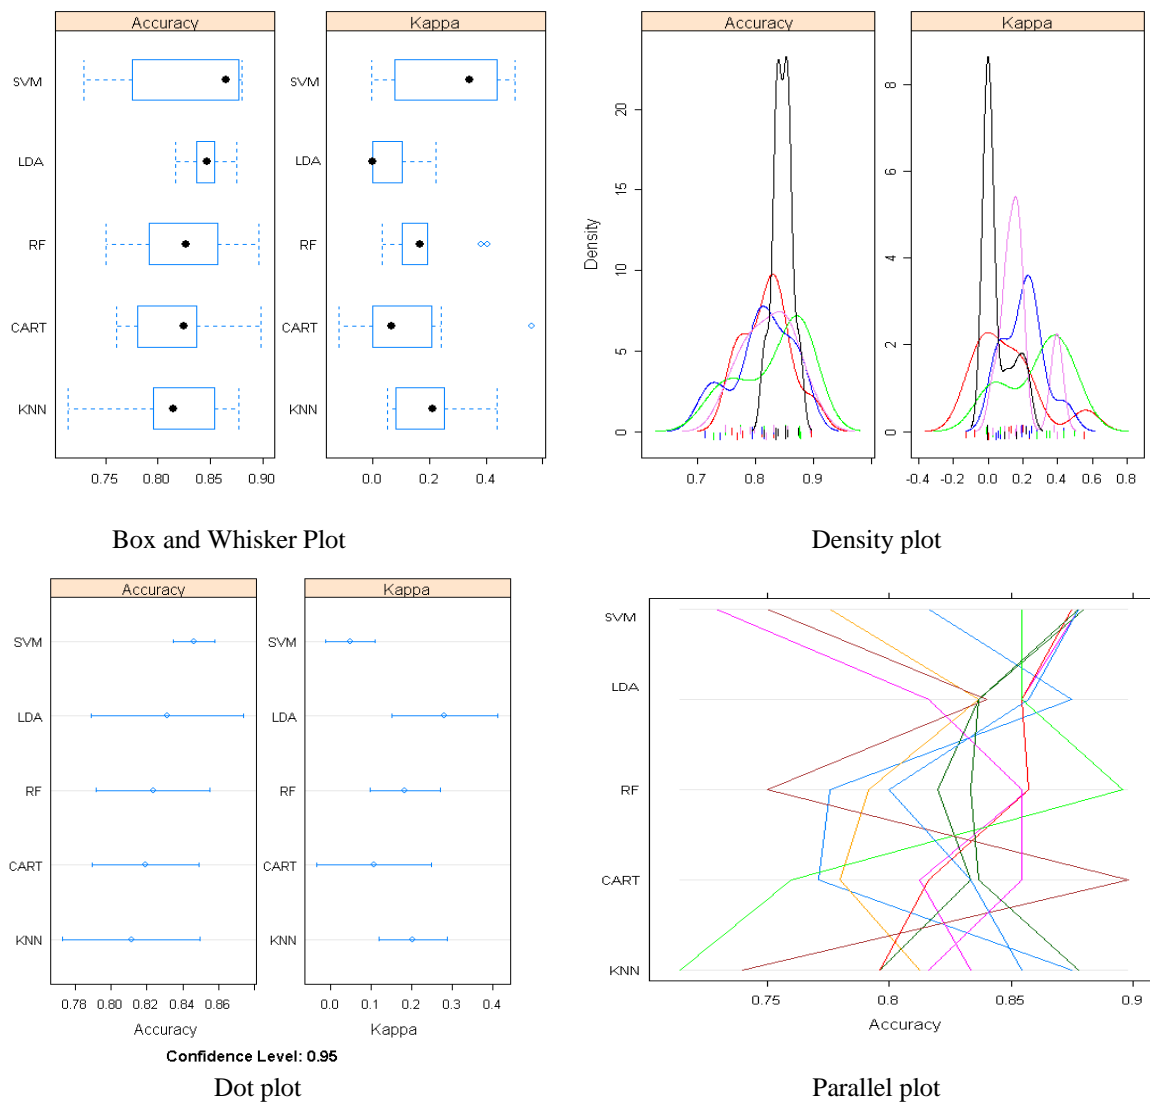 Accuracy Kappa
SVM SVM
LDA LDA
RF RF
CART CART
KNN KNN
0.75 0.80 0.85 0.90 0.0 0.2 0.4
Box and Whisker Plot
Accuracy Kappa
Density
20
15
10
5
0
8
6
4
2
0
0.7 0.8 0.9 -0.4 -0.2 0.0 0.2 0.4 0.6 0.8
Density plot
Accuracy Kappa
SVM SVM
LDA LDA
RF RF
CART CART
KNN KNN
0.78 0.80 0.82 0.84 0.86 0.0 0.1 0.2 0.3 0.4
Accuracy Kappa
Confidence Level: 0.95
Dot plot
SVM
LDA
RF
CART
KNN
0.75 0.8 0.85 0.9
Accuracy
Parallel plot